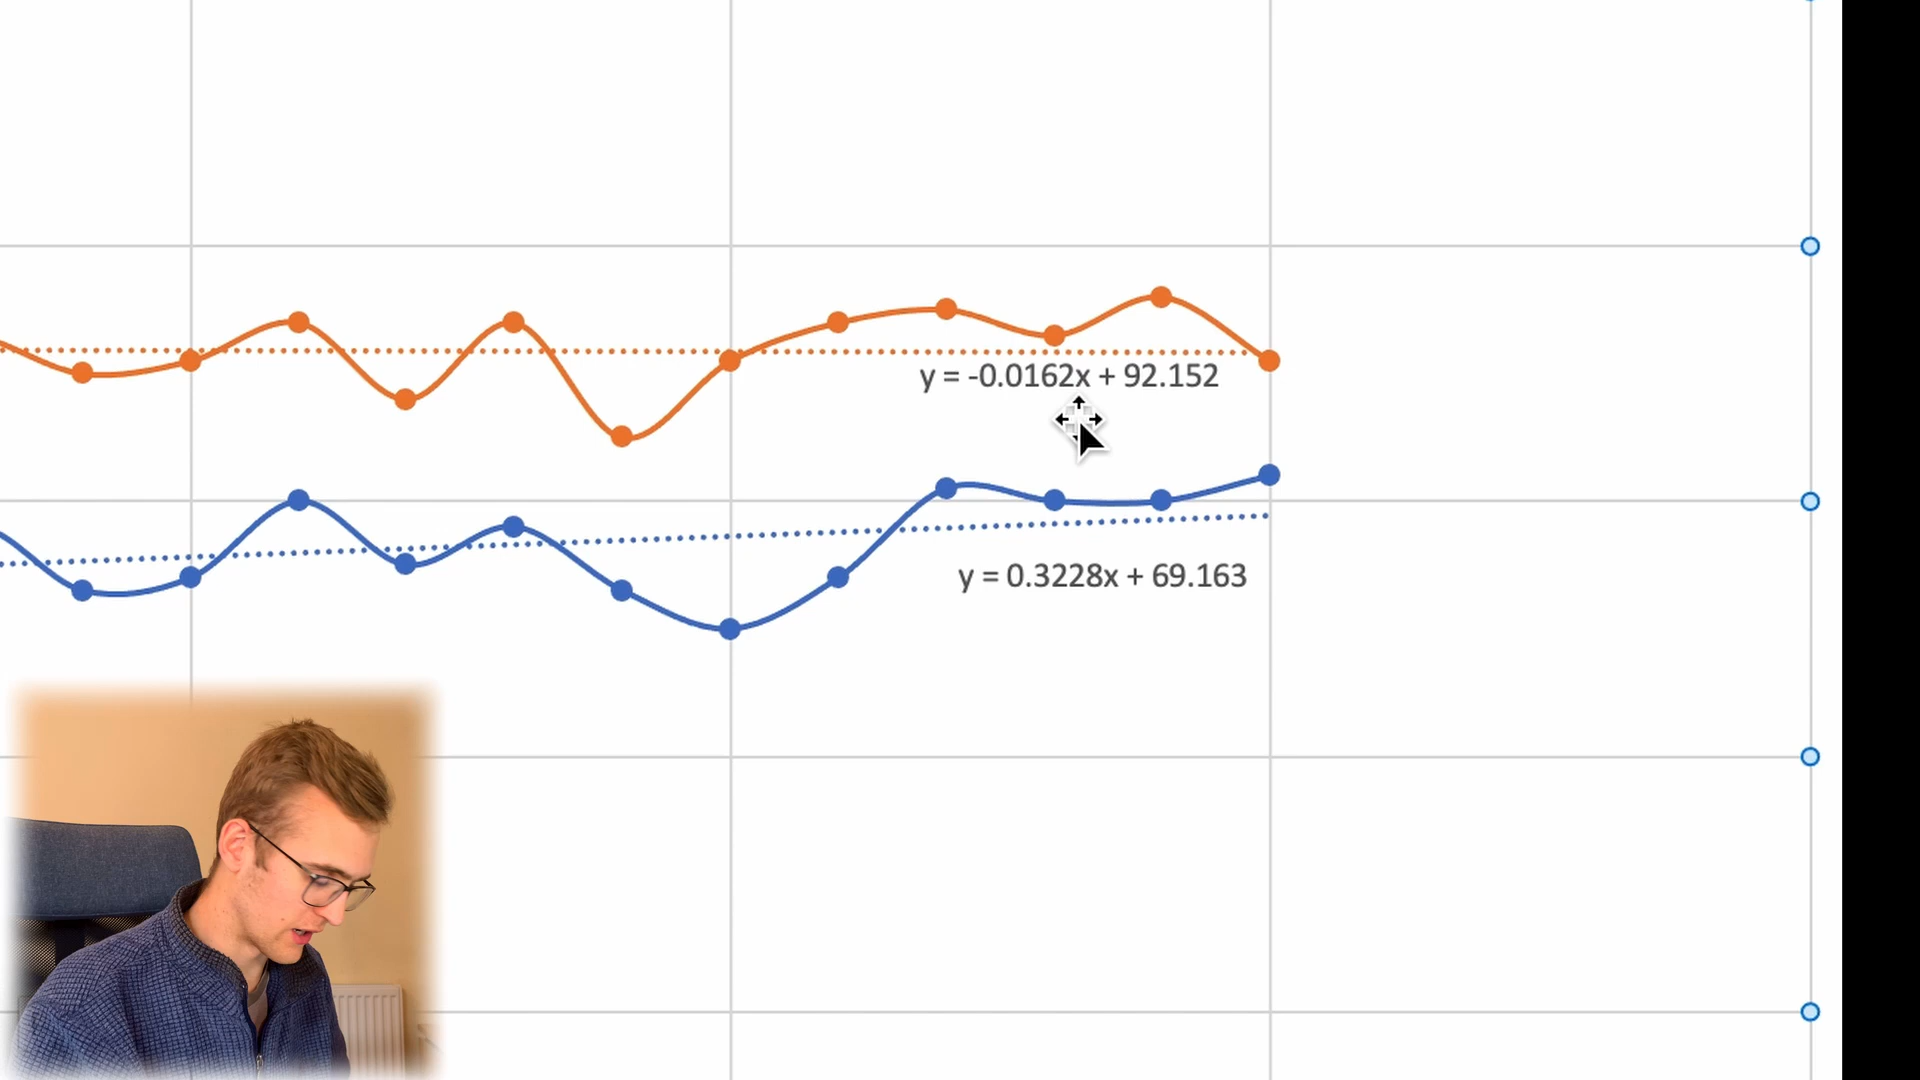 y = -0.0162x + 92.152
y = 0.3228x + 69.163